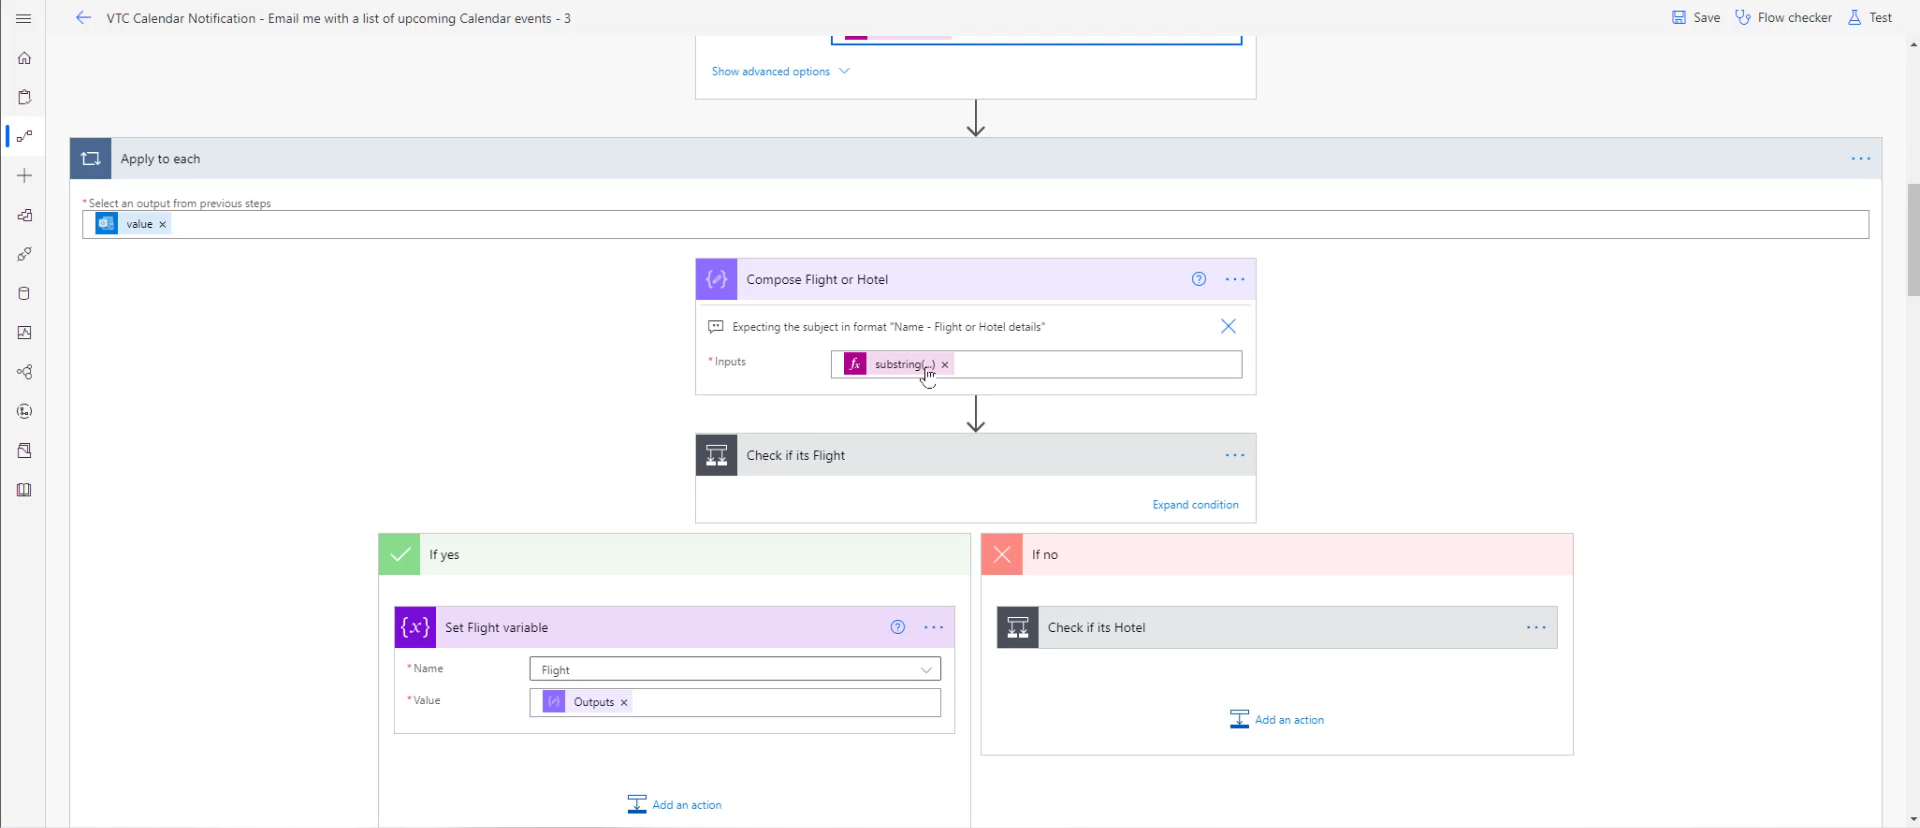 VTC Calendar Notification - Email me with a list of upcoming Calendar events - 3
Save
Flow checker
Test
Show advanced options
Apply to each
* Select an output from previous steps
value ×
Compose Flight or Hotel
Expecting the subject in format "Name - Flight or Hotel details"
* Inputs
fx substring(...) ×
Check if its Flight
Expand condition
If yes
If no
{x} Set Flight variable
Check if its Hotel
* Name
Flight
* Value
Outputs ×
Add an action
Add an action